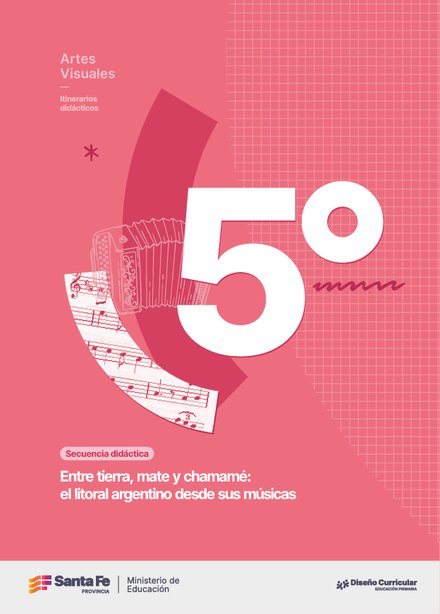 Artes
Visuales
Itinerarios
didácticos
5º
Secuencia didáctica
Entre tierra, mate y chamamé:
el litoral argentino desde sus músicas
Santa Fe
PROVINCIA
Ministerio de
Educación
Diseño Curricular
EDUCACIÓN PRIMARIA